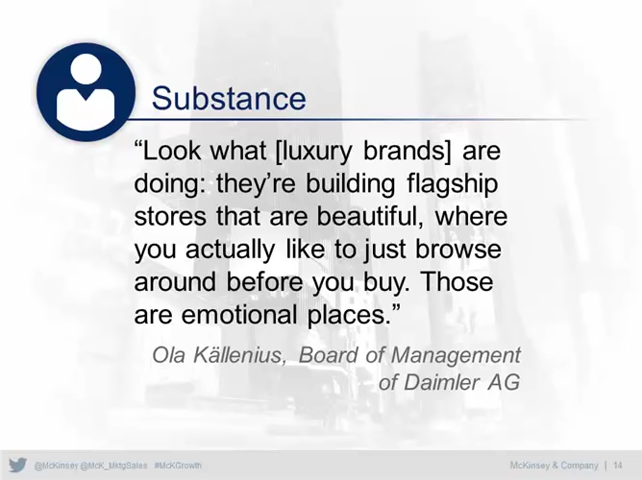 Substance
“Look what [luxury brands] are
doing: they’re building flagship
stores that are beautiful, where
you actually like to just browse
around before you buy. Those
are emotional places.”
Ola Källenius, Board of Management
of Daimler AG
@McKinsey @McK_MktgSales #McKGrowth
McKinsey & Company | 14